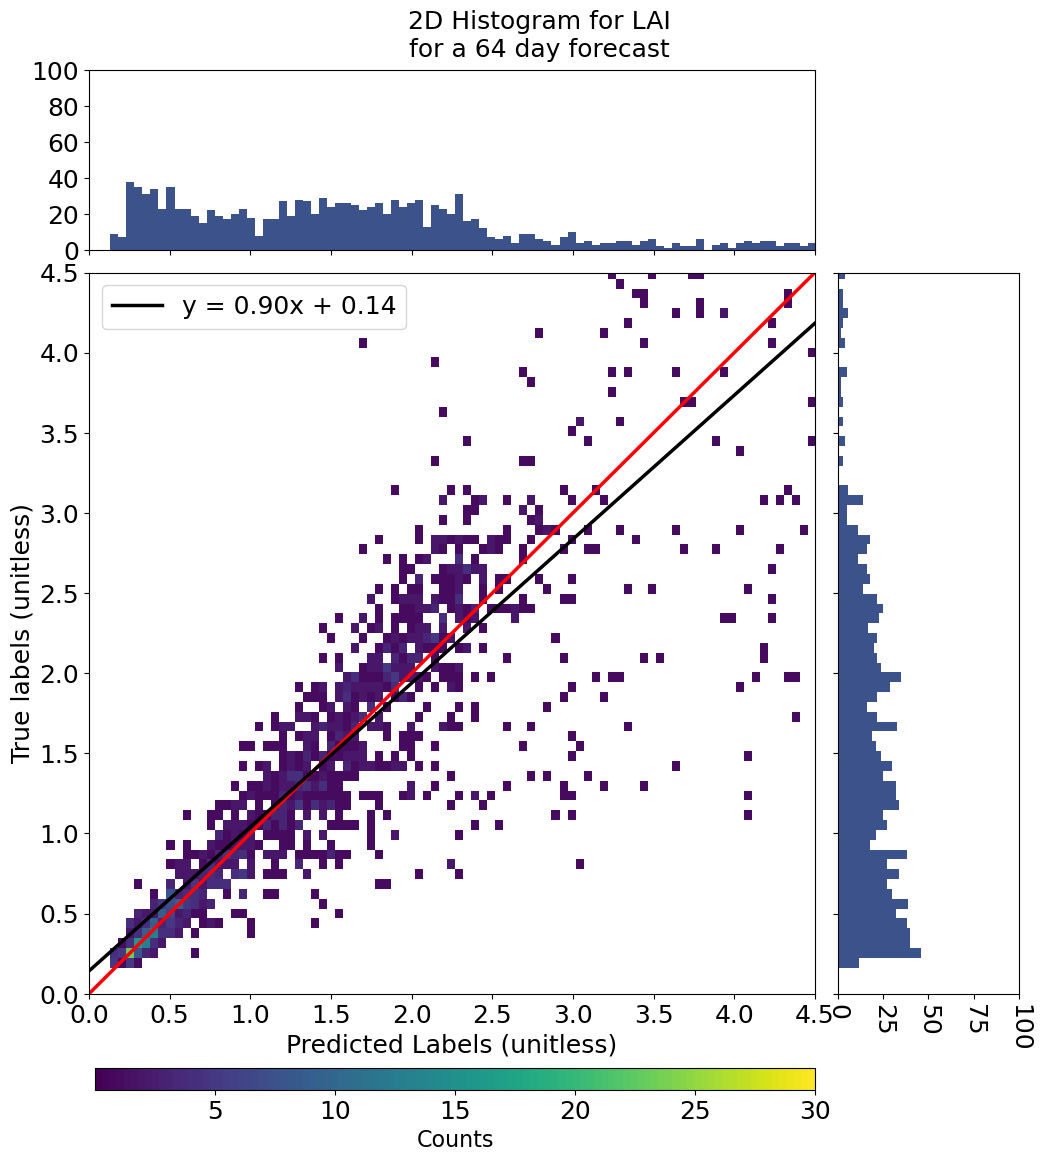 2D Histogram for LAI
for a 64 day forecast
100
80
60
40
20
0
4.5
4.0
3.5
3.0
2.5
2.0
1.5
1.0
0.5
0.0
y = 0.90x + 0.14
True labels (unitless)
0.0 0.5 1.0 1.5 2.0 2.5 3.0 3.5 4.0 4.5
0 25 50 75 100
Predicted Labels (unitless)
5 10 15 20 25 30
Counts